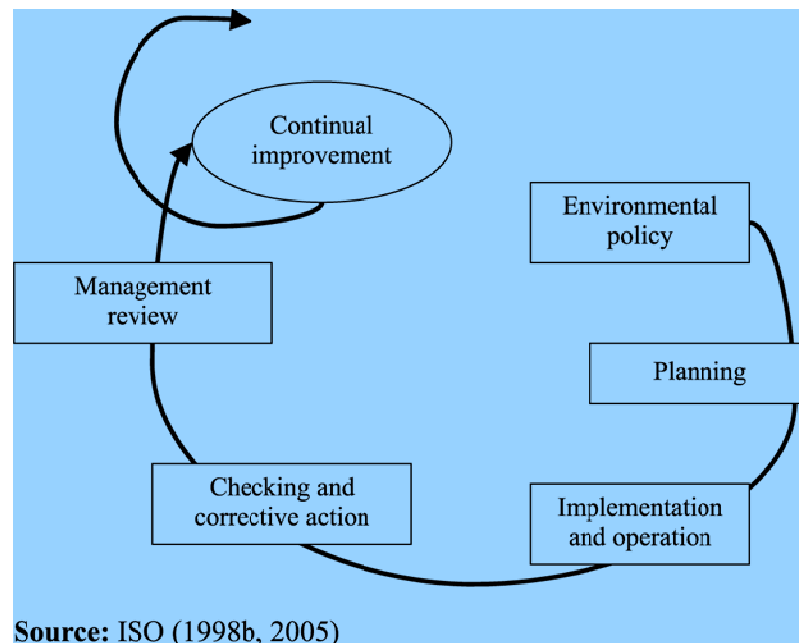 Continual
improvement
Environmental
policy
Management
review
Planning
Checking and
corrective action
Implementation
and operation
Source: ISO (1998b, 2005)